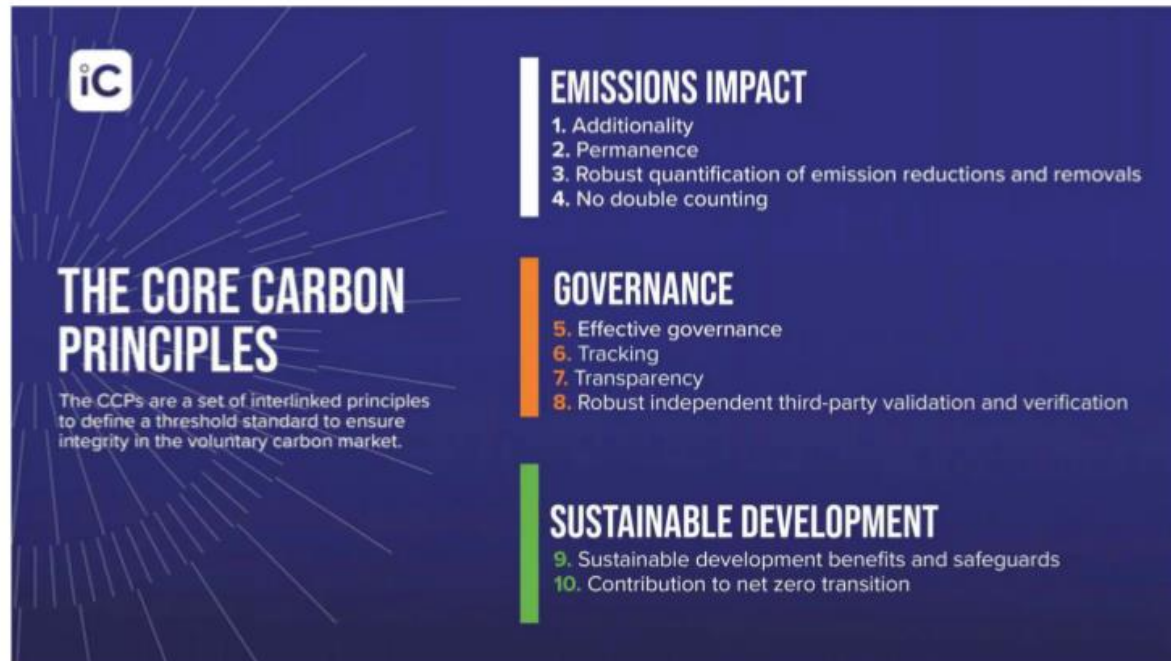 iC
THE CORE CARBON
PRINCIPLES
The CCPs are a set of interlinked principles
to define a threshold standard to ensure
integrity in the voluntary carbon market.
EMISSIONS IMPACT
1. Additionality
2. Permanence
3. Robust quantification of emission reductions and removals
4. No double counting
GOVERNANCE
5. Effective governance
6. Tracking
7. Transparency
8. Robust independent third-party validation and verification
SUSTAINABLE DEVELOPMENT
9. Sustainable development benefits and safeguards
10. Contribution to net zero transition